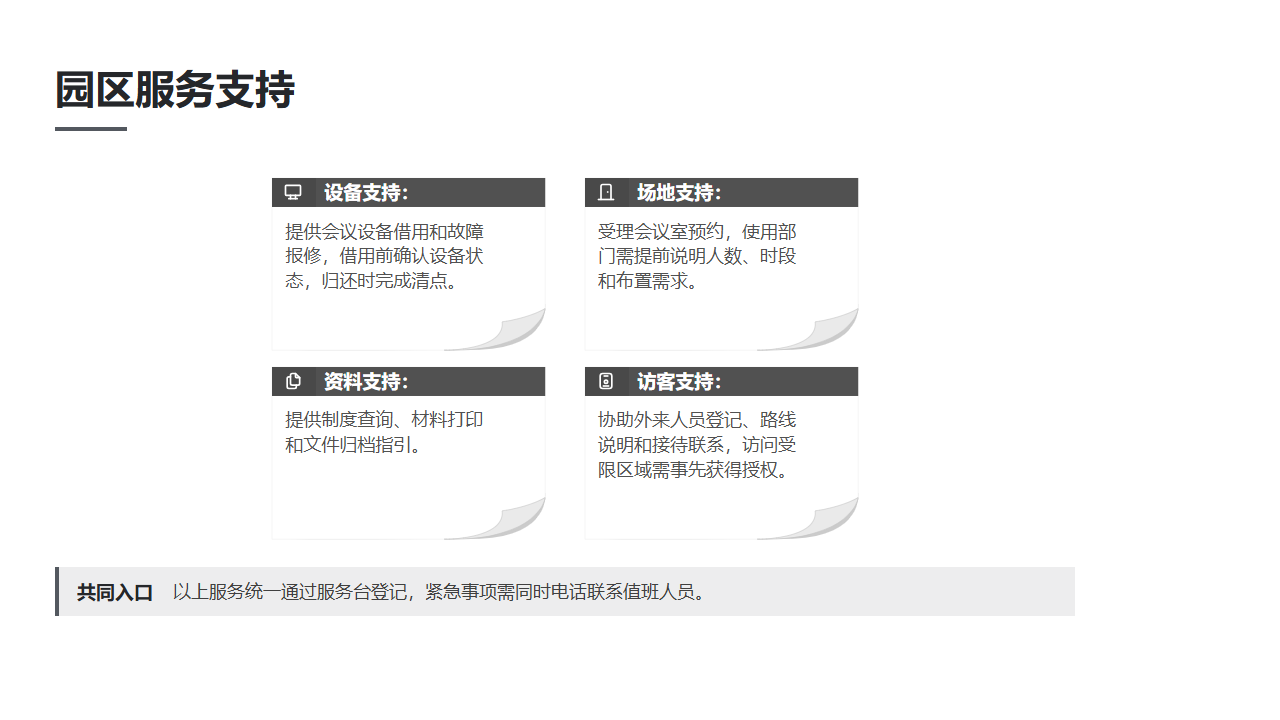 园区服务支持
设备支持：
提供会议设备借用和故障
报修，借用前确认设备状
态，归还时完成清点。
场地支持：
受理会议室预约，使用部
门需提前说明人数、时段
和布置需求。
资料支持：
提供制度查询、材料打印
和文件归档指引。
访客支持：
协助外来人员登记、路线
说明和接待联系，访问受
限区域需事先获得授权。
共同入口 以上服务统一通过服务台登记，紧急事项需同时电话联系值班人员。